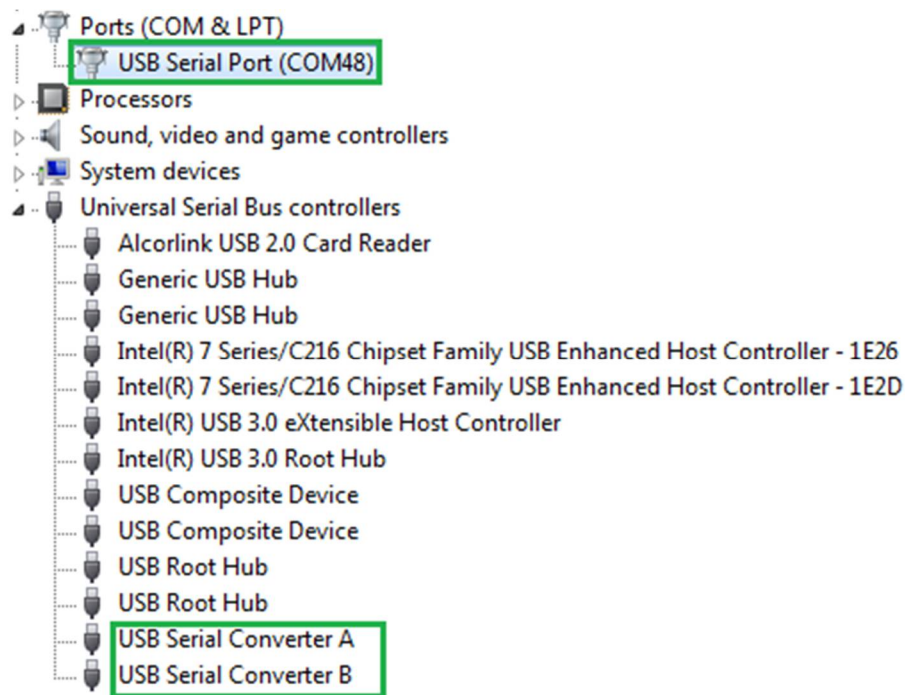 Ports (COM & LPT)
USB Serial Port (COM48)
Processors
Sound, video and game controllers
System devices
Universal Serial Bus controllers
Alcorlink USB 2.0 Card Reader
Generic USB Hub
Generic USB Hub
Intel(R) 7 Series/C216 Chipset Family USB Enhanced Host Controller - 1E26
Intel(R) 7 Series/C216 Chipset Family USB Enhanced Host Controller - 1E2D
Intel(R) USB 3.0 eXtensible Host Controller
Intel(R) USB 3.0 Root Hub
USB Composite Device
USB Composite Device
USB Root Hub
USB Root Hub
USB Serial Converter A
USB Serial Converter B